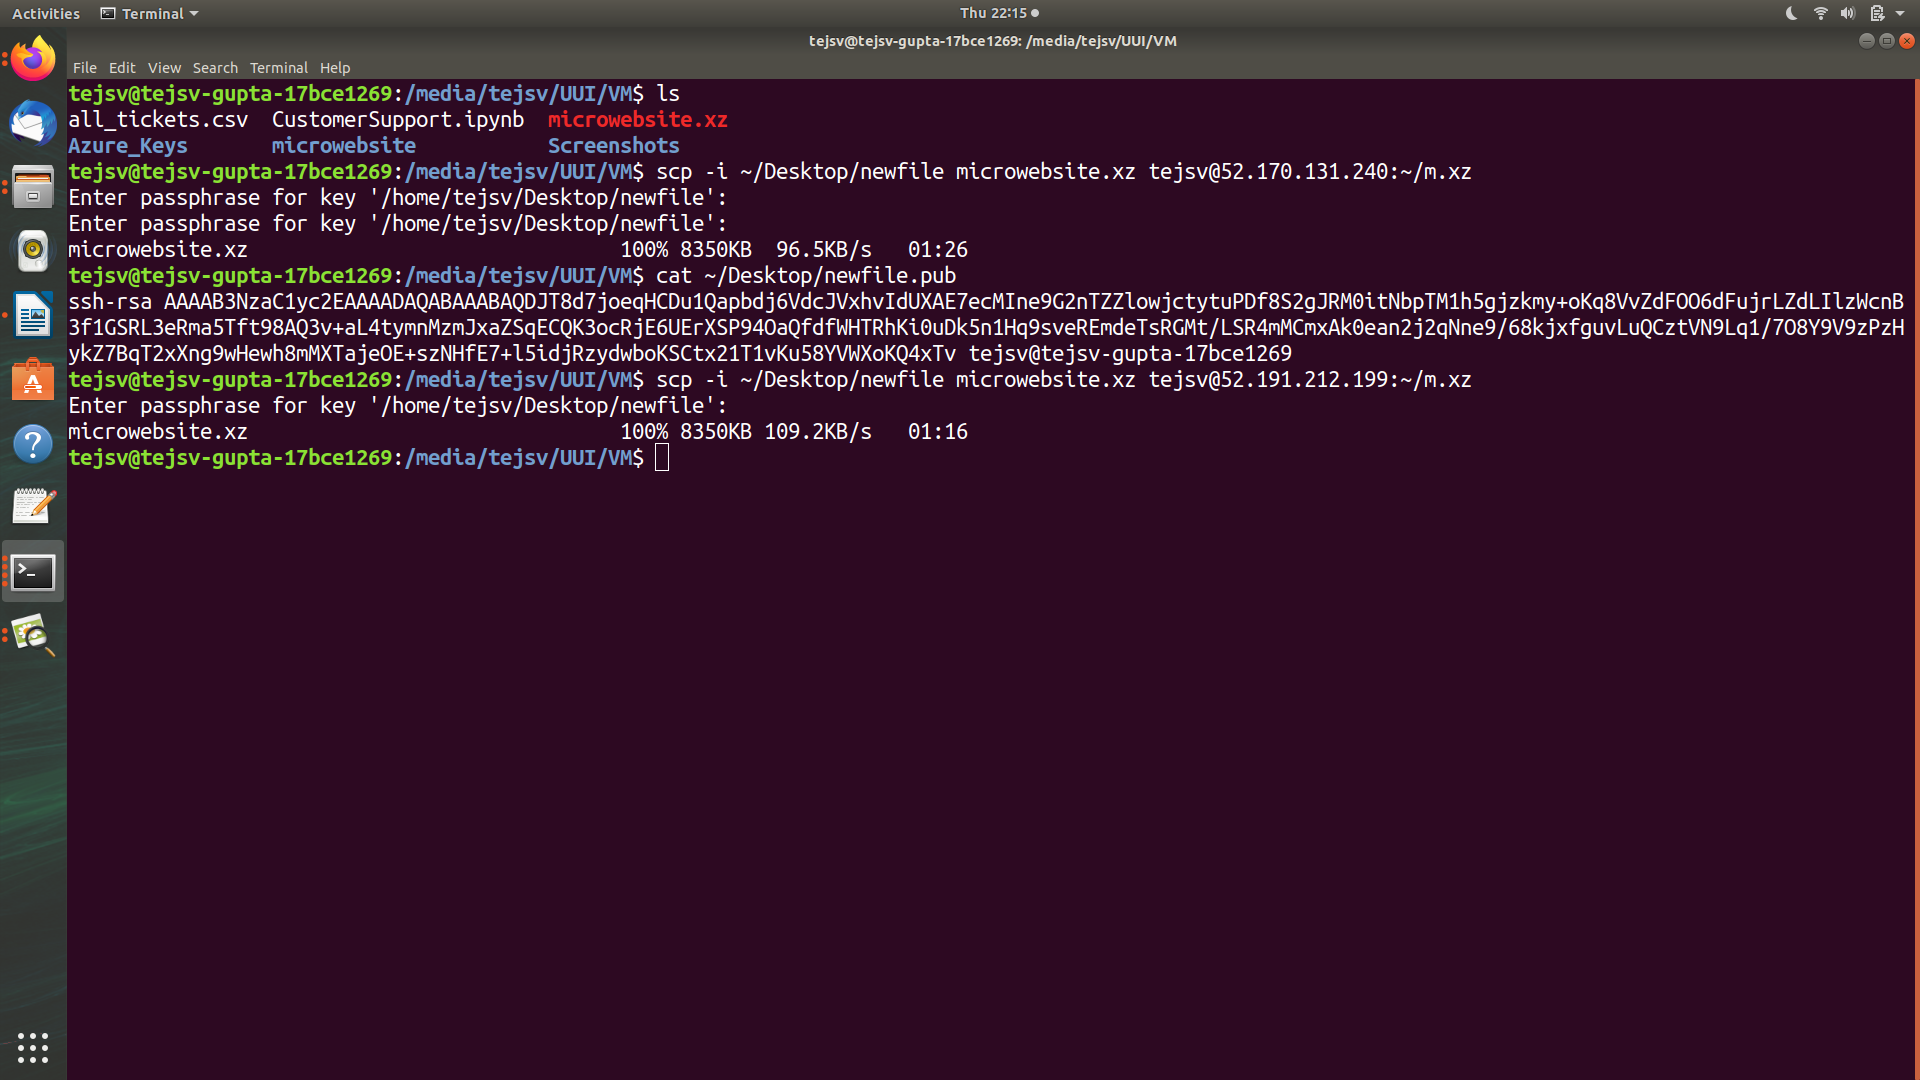 Activities Terminal Thu 22:15
tejsv@tejsv-gupta-17bce1269: /media/tejsv/UUI/VM
File Edit View Search Terminal Help
tejsv@tejsv-gupta-17bce1269:/media/tejsv/UUI/VM$ ls
all_tickets.csv CustomerSupport.ipynb microwebsite.xz
Azure_Keys microwebsite Screenshots
tejsv@tejsv-gupta-17bce1269:/media/tejsv/UUI/VM$ scp -i ~/Desktop/newfile microwebsite.xz tejsv@52.170.131.240:~/m.xz
Enter passphrase for key '/home/tejsv/Desktop/newfile':
Enter passphrase for key '/home/tejsv/Desktop/newfile':
microwebsite.xz 100% 8350KB 96.5KB/s 01:26
tejsv@tejsv-gupta-17bce1269:/media/tejsv/UUI/VM$ cat ~/Desktop/newfile.pub
ssh-rsa AAAAB3NzaC1yc2EAAAADAQABAAABAQDJT8d7joeqHCDu1Qapbdj6VdcJVxhvIdUXAE7ecMIne9G2nTZZlowjctytuPDf8S2gJRM0itNbpTM1h5gjzkmy+oKq8VvZdFOO6dFujrLZdLIlzWcnB
3f1GSRL3eRma5Tft98AQ3v+aL4tymnMzmJxaZSqECQK3ocRjE6UErXSP94OaQfdfWHTRhKi0uDk5n1Hq9sveREmdeTsRGMt/LSR4mMCmxAk0ean2j2qNne9/68kjxfguvLuQCztVN9Lq1/7O8Y9V9zPzH
ykZ7BqT2xXng9wHewh8mMXTajeOE+szNHfE7+l5idjRzydwboKSCtx21T1vKu58YVWXoKQ4xTv tejsv@tejsv-gupta-17bce1269
tejsv@tejsv-gupta-17bce1269:/media/tejsv/UUI/VM$ scp -i ~/Desktop/newfile microwebsite.xz tejsv@52.191.212.199:~/m.xz
Enter passphrase for key '/home/tejsv/Desktop/newfile':
microwebsite.xz 100% 8350KB 109.2KB/s 01:16
tejsv@tejsv-gupta-17bce1269:/media/tejsv/UUI/VM$